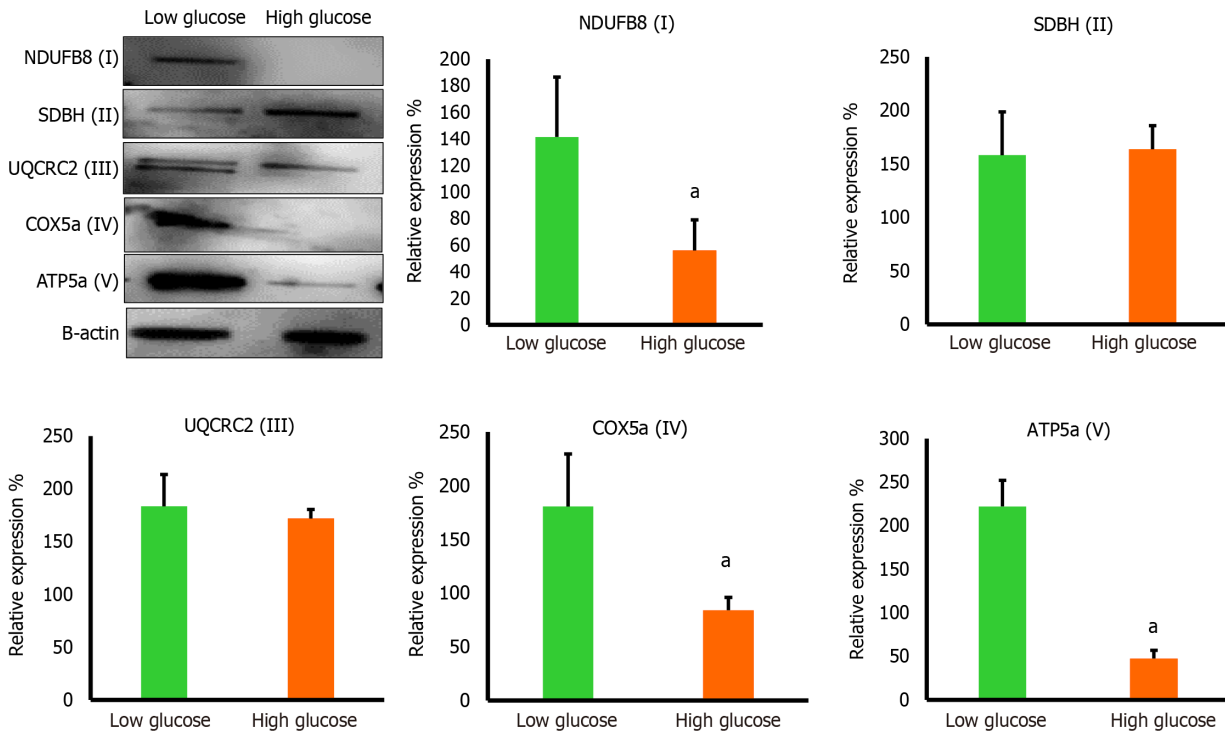 Low glucose High glucose
NDUFB8 (I)
SDBH (II)
UQCRC2 (III)
COX5a (IV)
ATP5a (V)
B-actin
NDUFB8 (I)
Relative expression %
200
180
160
140
120
100
80
60
40
20
0
a
Low glucose High glucose
SDBH (II)
Relative expression %
250
200
150
100
50
0
Low glucose High glucose
UQCRC2 (III)
Relative expression %
250
200
150
100
50
0
Low glucose High glucose
COX5a (IV)
Relative expression %
250
200
150
100
50
0
a
Low glucose High glucose
ATP5a (V)
Relative expression %
300
250
200
150
100
50
0
a
Low glucose High glucose